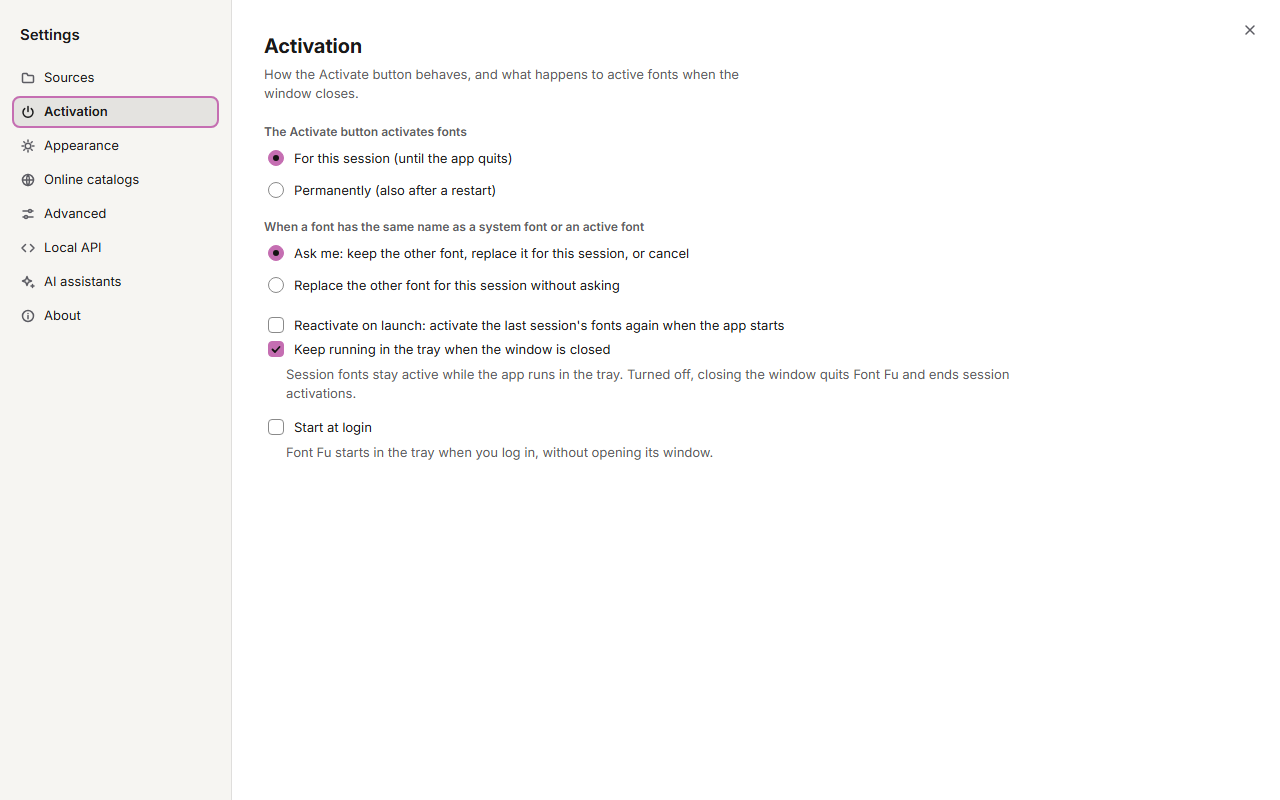 Settings
Sources
Activation
Appearance
Online catalogs
Advanced
Local API
AI assistants
About
Activation
How the Activate button behaves, and what happens to active fonts when the
window closes.
The Activate button activates fonts
For this session (until the app quits)
Permanently (also after a restart)
When a font has the same name as a system font or an active font
Ask me: keep the other font, replace it for this session, or cancel
Replace the other font for this session without asking
Reactivate on launch: activate the last session's fonts again when the app starts
Keep running in the tray when the window is closed
Session fonts stay active while the app runs in the tray. Turned off, closing the window quits Font Fu and ends session
activations.
Start at login
Font Fu starts in the tray when you log in, without opening its window.